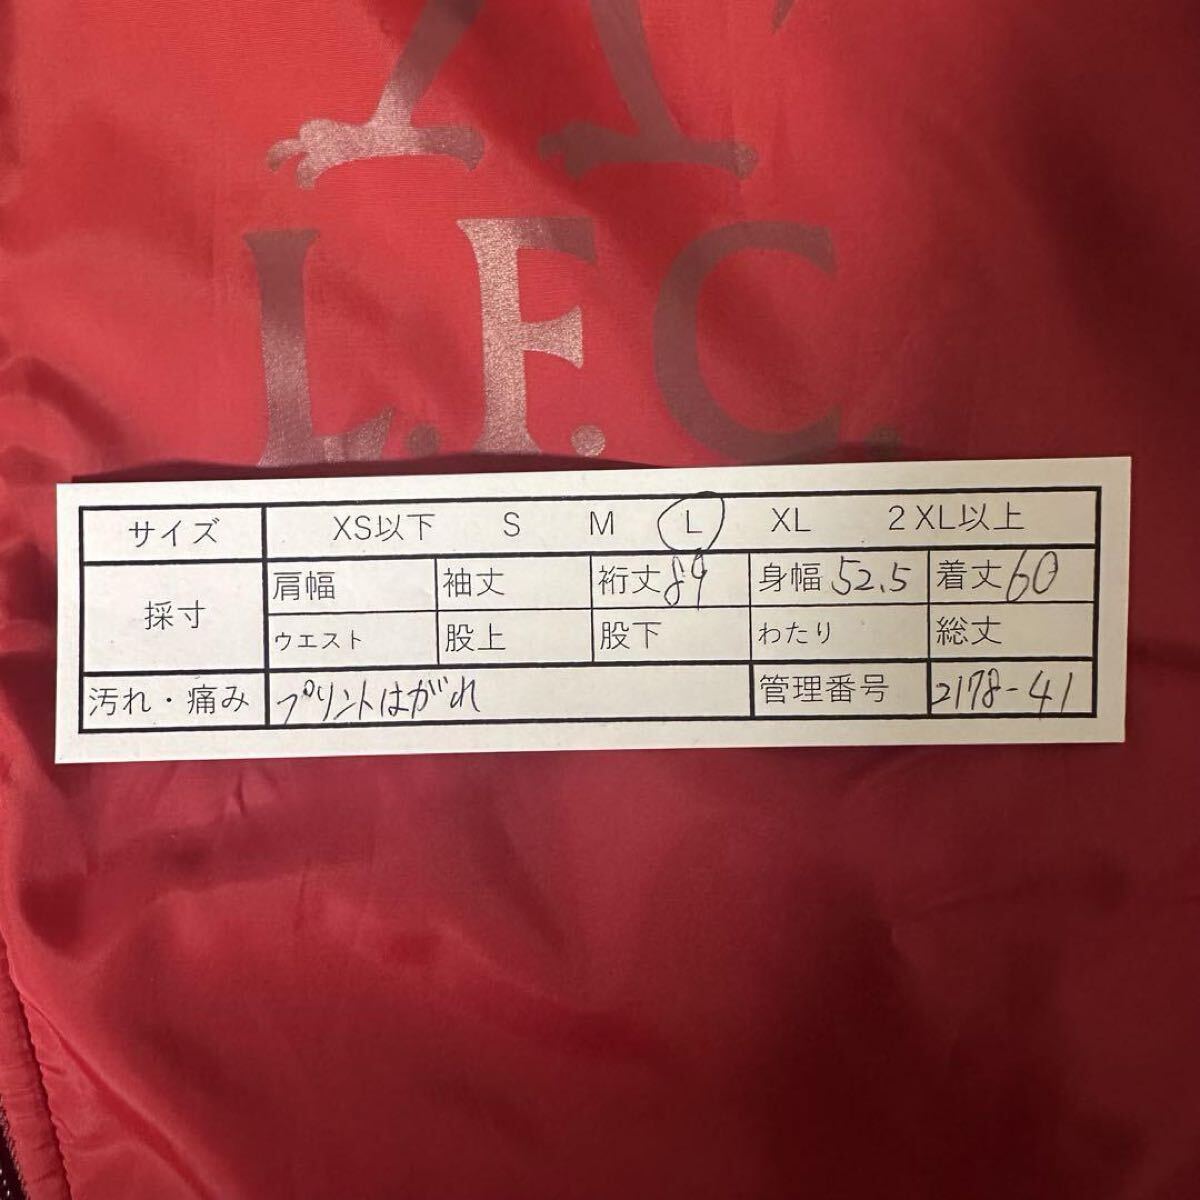 L.F.C.
サイズ XS以下 S M L XL 2XL以上
採寸 肩幅 袖丈 裄丈 89 身幅 52.5 着丈 60
ウエスト 股上 股下 わたり 総丈
汚れ・痛み プリントはがれ 管理番号 2178-41